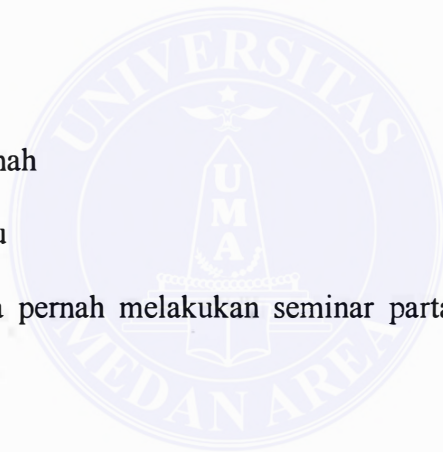 UNIVERSITAS
nah
U
M
A
u
a pernah melakukan seminar parta
MEDAN AREA